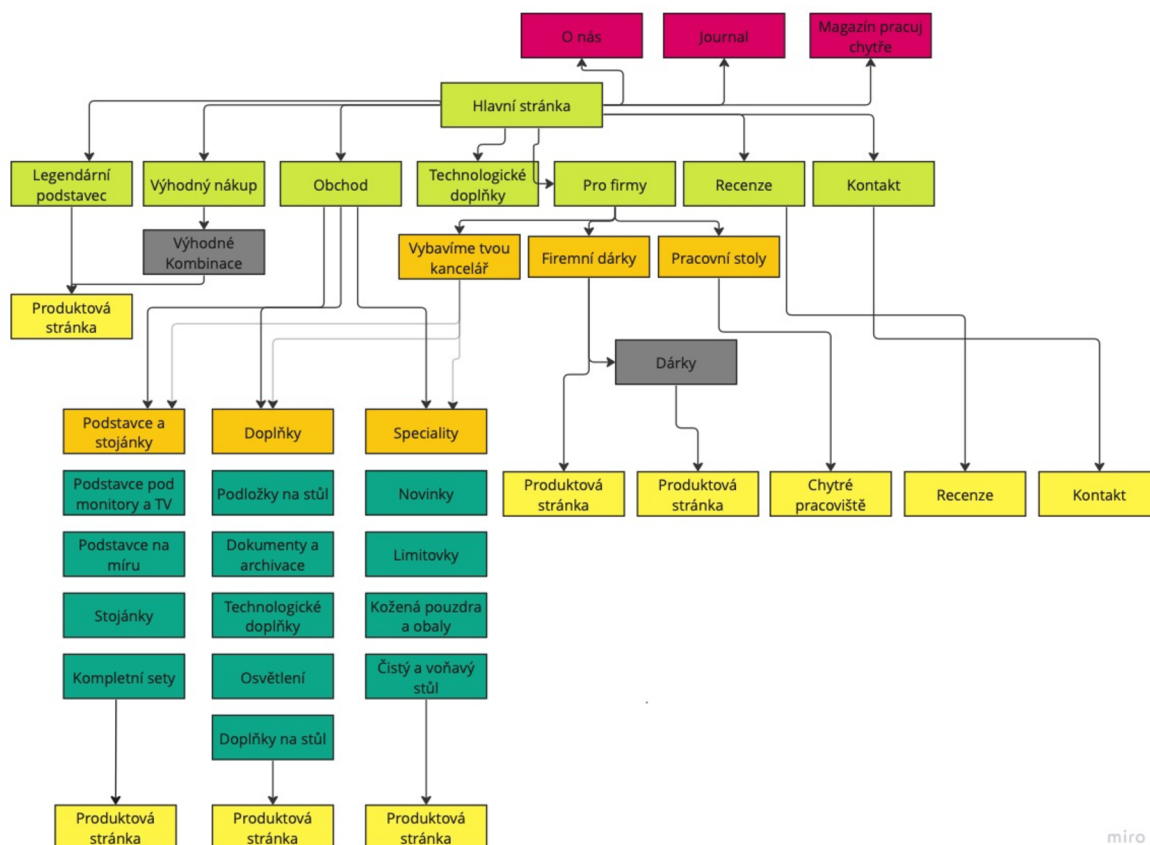 O nás
Journal
Magazín pracuj
chytře
Hlavní stránka
Legendární
podstavec
Výhodný nákup
Obchod
Technologické
doplňky
Pro firmy
Recenze
Kontakt
Výhodné
Kombinace
Vybavíme tvou
kancelář
Firemní dárky
Pracovní stoly
Produktová
stránka
Dárky
Podstavce a
stojánky
Doplňky
Speciality
Produktová
stránka
Produktová
stránka
Chytré
pracoviště
Recenze
Kontakt
Podstavce pod
monitory a TV
Podložky na stůl
Novinky
Podstavce na
míru
Dokumenty a
archivace
Limitovky
Stojánky
Technologické
doplňky
Kožená pouzdra
a obaly
Kompletní sety
Osvětlení
Čistý a voňavý
stůl
Doplňky na stůl
Produktová
stránka
Produktová
stránka
Produktová
stránka
miro